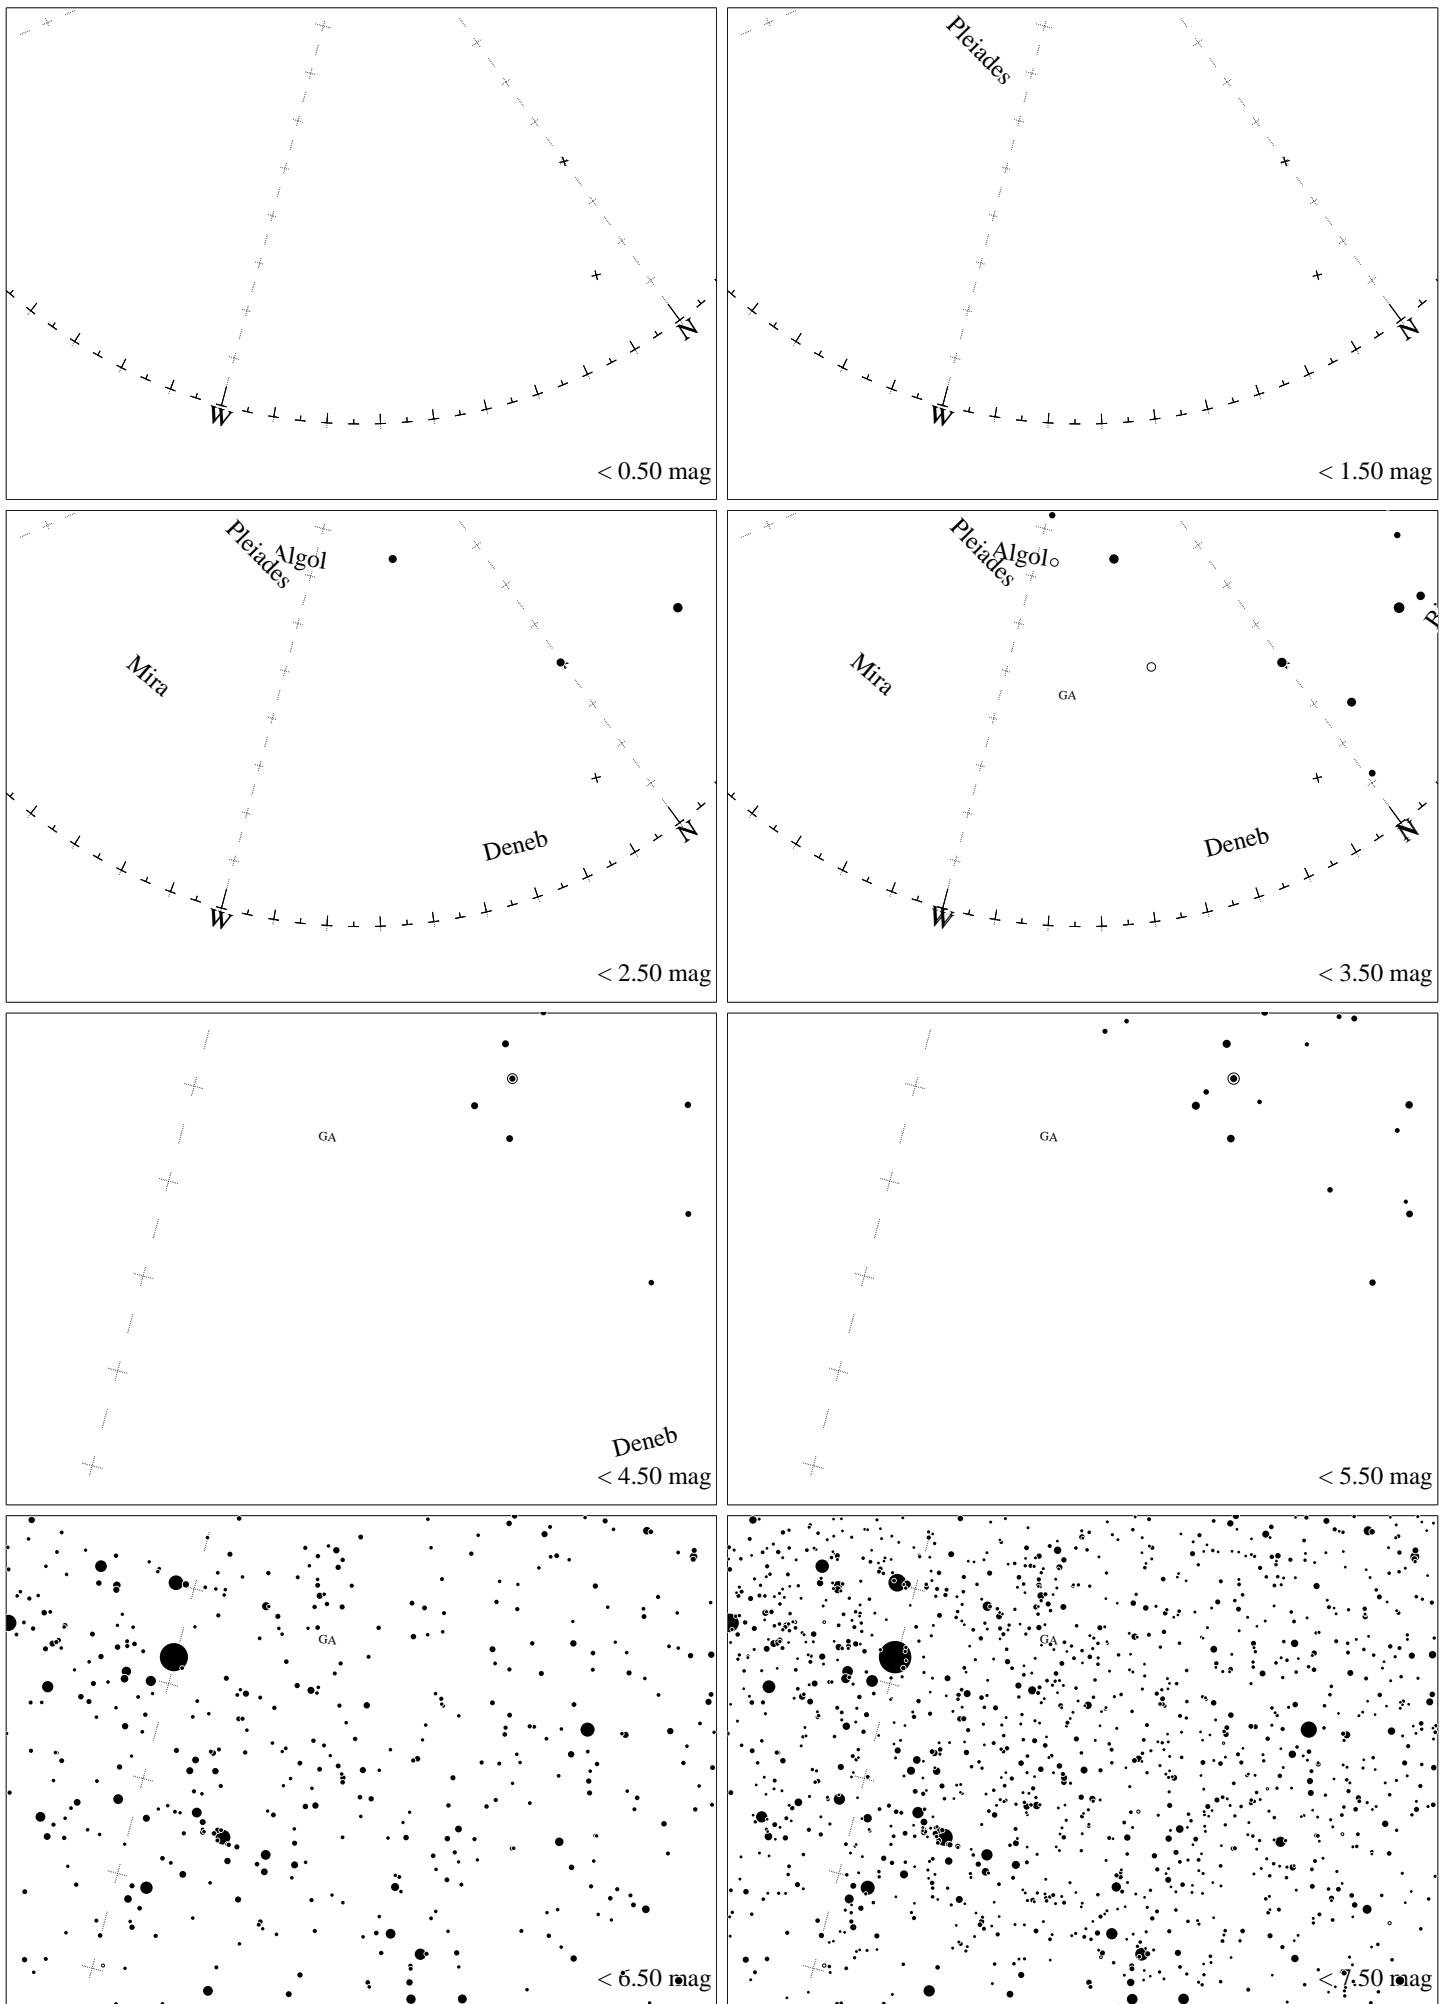 N
W
< 0.50 mag
Pleiades
N
W
< 1.50 mag
Pleiades
Algol
Mira
Deneb
N
W
< 2.50 mag
Pleiades
Algol
GA
Mira
Deneb
N
W
< 3.50 mag
GA
Deneb
< 4.50 mag
GA
< 5.50 mag
GA
< 6.50 mag
GA
< 7.50 mag